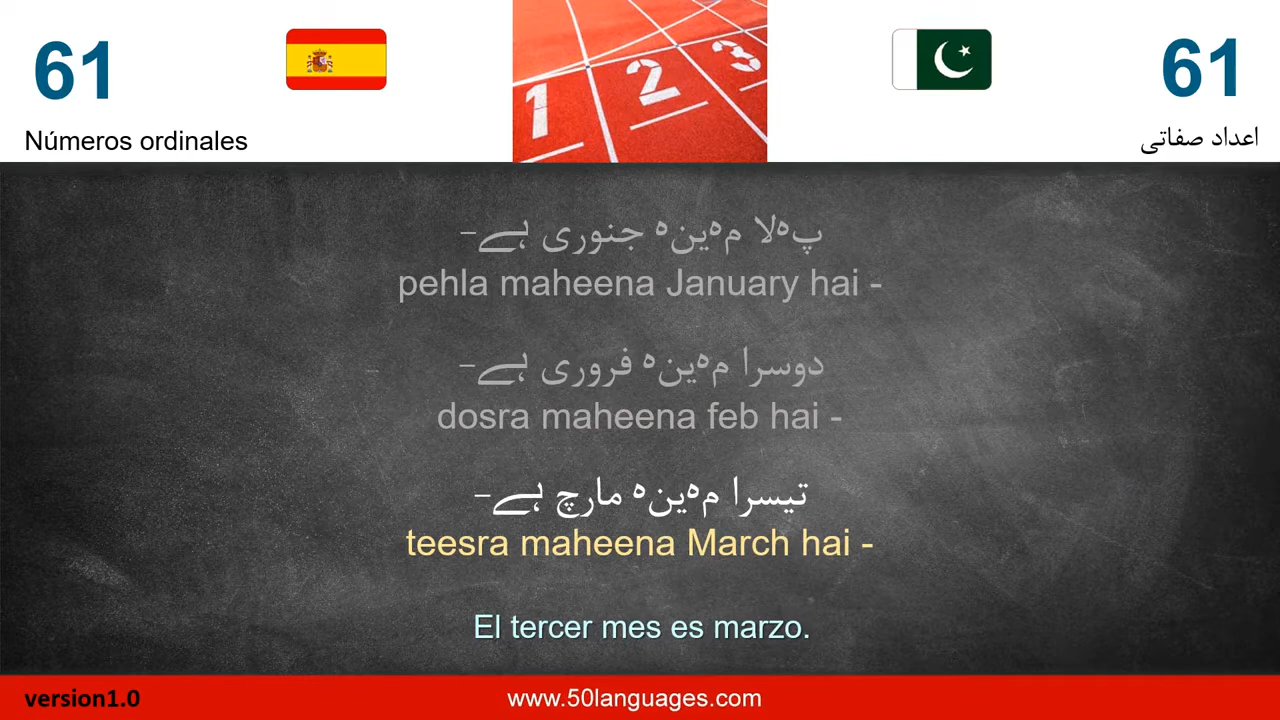 61
61
Números ordinales
اعداد صفاتی
1 2 3
پہلا مہینہ جنوری ہے-
pehla maheena January hai -
دوسرا مہینہ فروری ہے-
dosra maheena feb hai -
تیسرا مہینہ مارچ ہے-
teesra maheena March hai -
El tercer mes es marzo.
version1.0
www.50languages.com